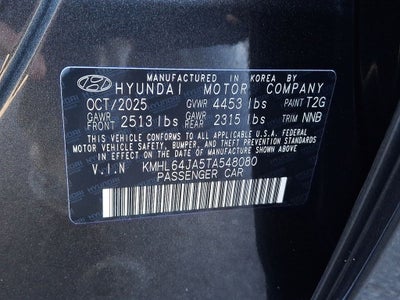 MANUFACTURED IN KOREA BY
HYUNDAI MOTOR COMPANY
OCT/2025 GVWR 4453 lbs PAINT T2G
GAWR FRONT 2513 lbs GAWR REAR 2315 lbs TRIM NNB
THIS VEHICLE CONFORMS TO ALL APPLICABLE U.S.A. FEDERAL
MOTOR VEHICLE SAFETY, BUMPER, AND THEFT PREVENTION
STANDARDS IN EFFECT ON THE DATE OF MANUFACTURE SHOWN ABOVE.
V.I.N KMHL64JA5TA548080
PASSENGER CAR